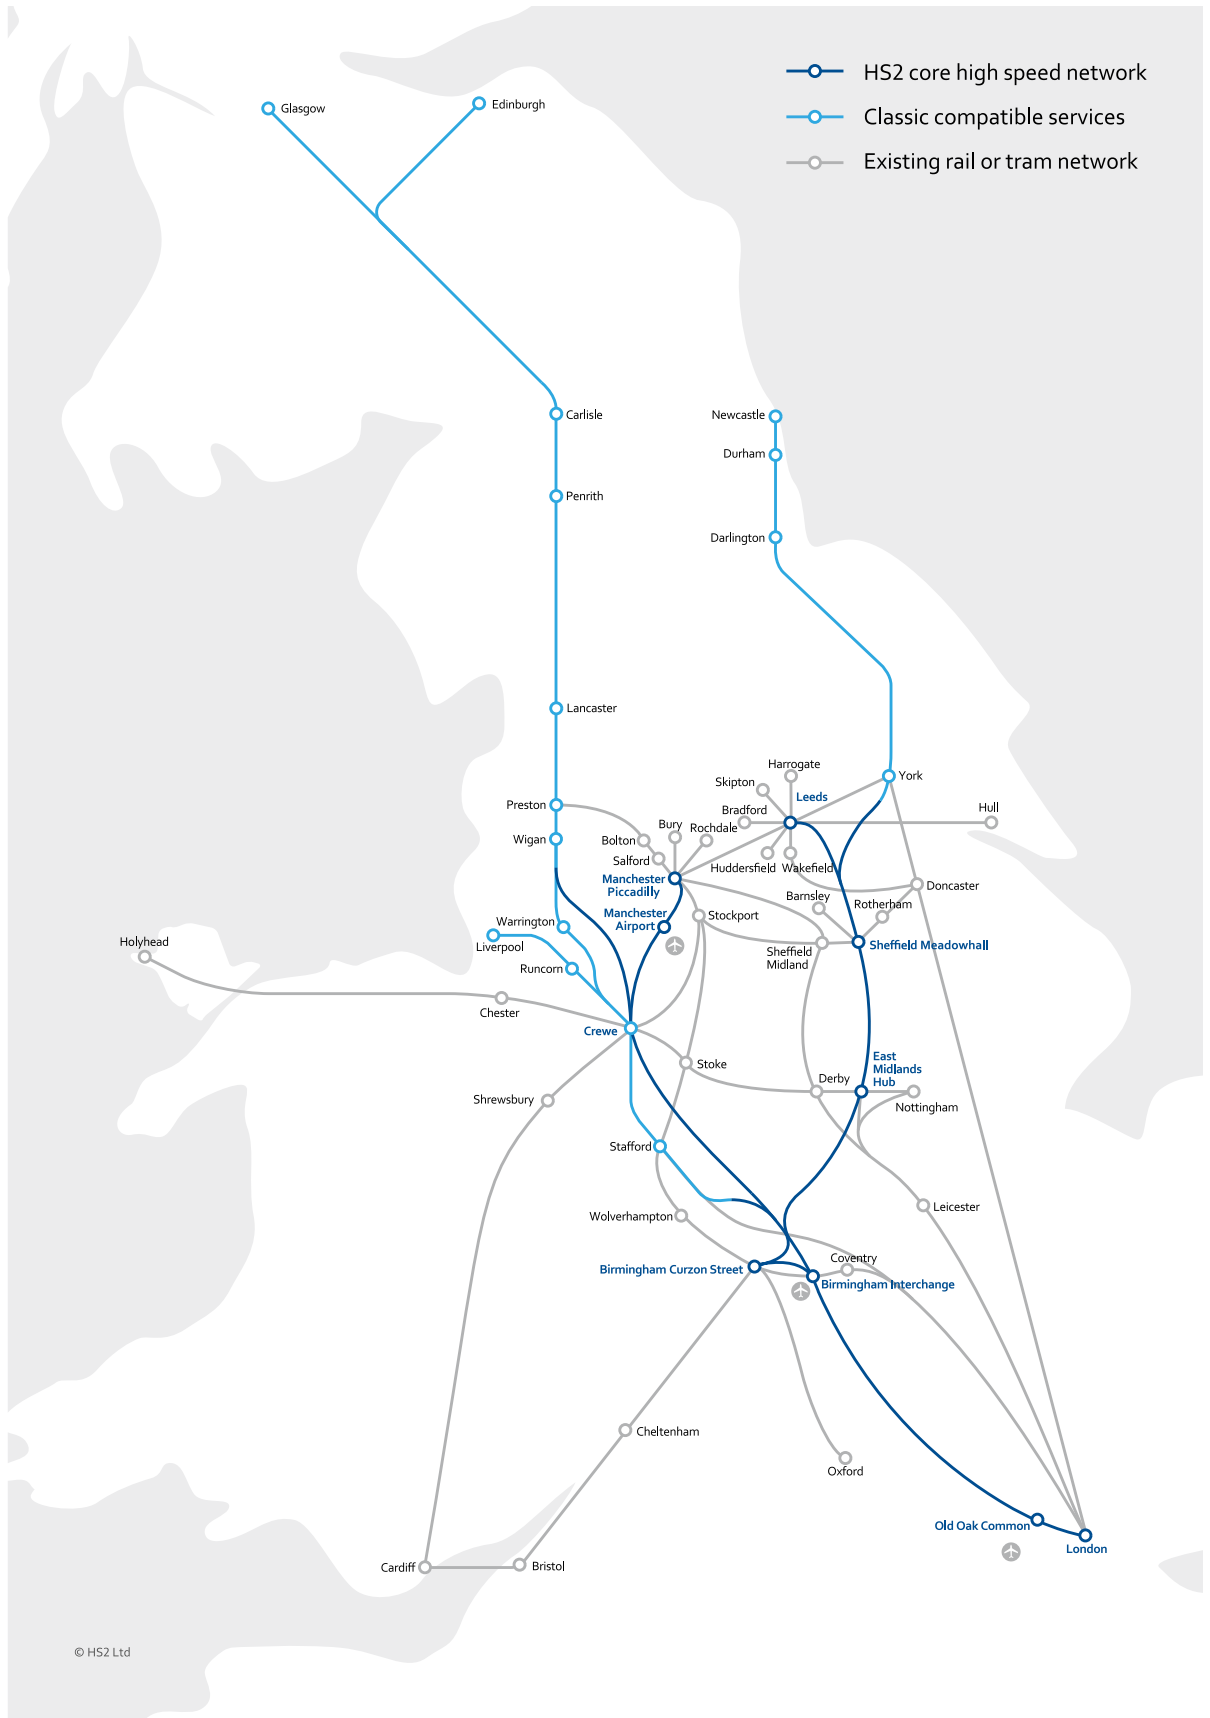 HS2 core high speed network
Classic compatible services
Existing rail or tram network
Glasgow
Edinburgh
Carlisle
Newcastle
Durham
Penrith
Darlington
Lancaster
Harrogate
York
Skipton
Leeds
Preston
Bradford
Hull
Bury
Rochdale
Wigan
Bolton
Salford
Huddersfield
Wakefield
Manchester
Piccadilly
Doncaster
Barnsley
Rotherham
Manchester
Airport
Stockport
Warrington
Liverpool
Holyhead
Sheffield
Midland
Sheffield Meadowhall
Runcorn
Chester
Crewe
East
Midlands
Hub
Stoke
Derby
Nottingham
Shrewsbury
Stafford
Leicester
Wolverhampton
Coventry
Birmingham Curzon Street
Birmingham Interchange
Cheltenham
Oxford
Old Oak Common
London
Cardiff
Bristol
© HS2 Ltd